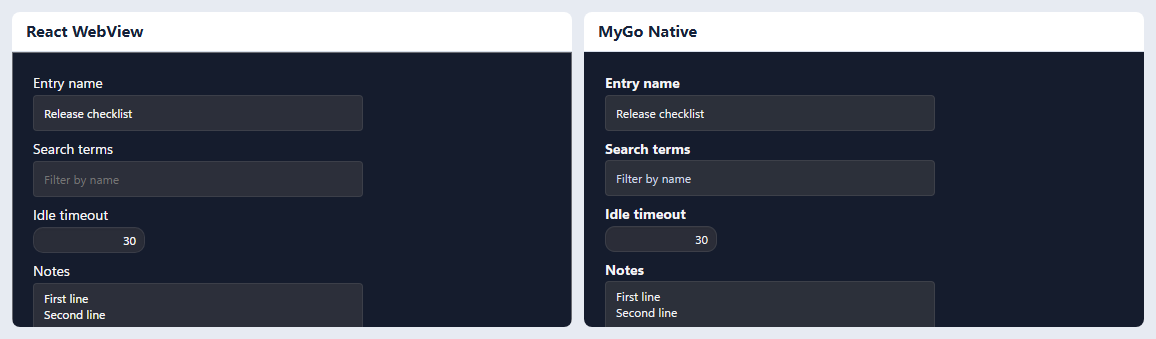 React WebView
Entry name
Release checklist
Search terms
Filter by name
Idle timeout
30
Notes
First line
Second line
MyGo Native
Entry name
Release checklist
Search terms
Filter by name
Idle timeout
30
Notes
First line
Second line